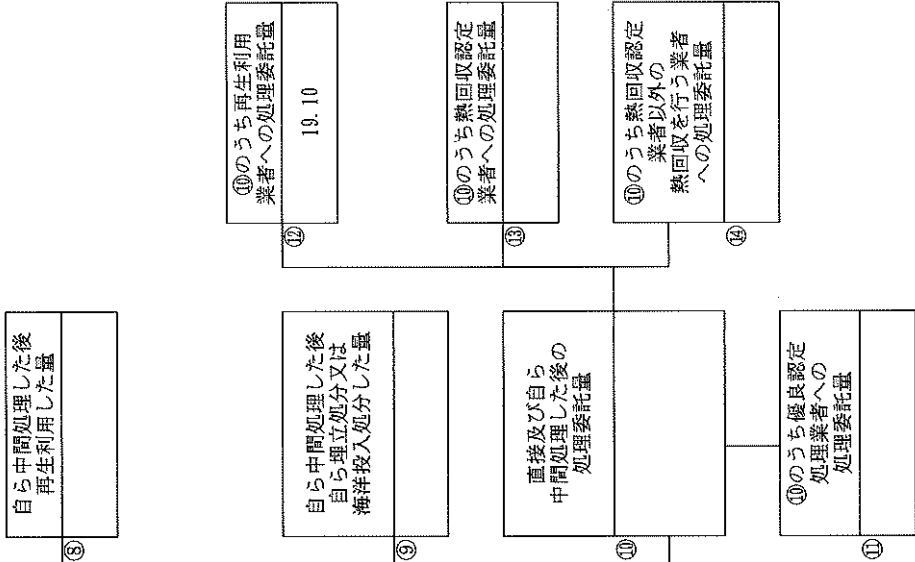 ⑧
自ら中間処理した後
再生利用した量
⑨
自ら中間処理した後
自ら埋立処分又は
海洋投入処分した量
⑩
直接及び自ら
中間処理した後の
処理委託量
⑪
⑩のうち優良認定
処理業者への
処理委託量
⑫
⑩のうち再生利用
業者への処理委託量
19.10
⑬
⑩のうち熱回収認定
業者への処理委託量
⑭
⑩のうち熱回収認定
業者以外の
熱回収を行う業者
への処理委託量